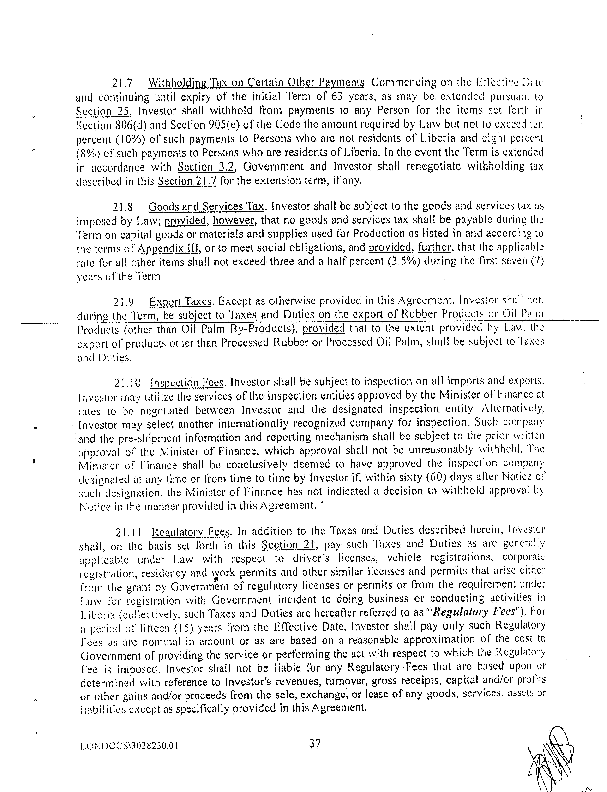 21.7 Withholding Tax on Certain Other Payments. Commencing on the Effective Date
and continuing until expiry of the initial Term of 63 years, as may be extended pursuant to
Section 25, Investor shall withhold from payments to any Person for the items set forth in
Section 806(d) and Section 905(e) of the Code the amount required by Law but not to exceed ten
percent (10%) of such payments to Persons who are not residents of Liberia and eight percent
(8%) of such payments to Persons who are residents of Liberia. In the event the Term is extended
in accordance with Section 3.2, Government and Investor shall renegotiate withholding tax
described in this Section 21.7 for the extension term, if any.
21.8 Goods and Services Tax. Investor shall be subject to the goods and services tax as
imposed by Law; provided, however, that no goods and services tax shall be payable during the
Term on capital goods or materials and supplies used for Production as listed in and according to
the terms of Appendix III, or to meet social obligations, and provided, further, that the applicable
rate for all other items shall not exceed three and a half percent (3.5%) during the first seven (7)
years of the Term.
21.9 Export Taxes. Except as otherwise provided in this Agreement, Investor shall not,
during the Term, be subject to Taxes and Duties on the export of Rubber Products or Oil Palm
Products (other than Oil Palm By-Products), provided that to the extent provided by Law, the
export of products other than Processed Rubber or Processed Oil Palm, shall be subject to Taxes
and Duties.
21.10 Inspection Fees. Investor shall be subject to inspection on all imports and exports.
Investor may utilize the services of the inspection entities approved by the Minister of Finance at
rates to be negotiated between Investor and the designated inspection entity. Alternatively,
Investor may select another internationally recognized company for inspection. Such company
and the pre-shipment information and reporting mechanism shall be subject to the prior written
approval of the Minister of Finance, which approval shall not be unreasonably withheld. The
Minister of Finance shall be conclusively deemed to have approved the inspection company
designated at any time or from time to time by Investor if, within sixty (60) days after Notice of
such designation, the Minister of Finance has not indicated a decision to withhold approval by
Notice in the manner provided in this Agreement.
21.11 Regulatory Fees. In addition to the Taxes and Duties described herein, Investor
shall, on the basis set forth in this Section 21, pay such Taxes and Duties as are generally
applicable under Law with respect to driver's licenses, vehicle registrations, corporate
registration, residency and work permits and other similar licenses and permits that arise either
from the grant by Government of regulatory licenses or permits or from the requirement under
Law for registration with Government incident to doing business or conducting activities in
Liberia (collectively, such Taxes and Duties are hereafter referred to as "Regulatory Fees"). For
a period of fifteen (15) years from the Effective Date, Investor shall pay only such Regulatory
Fees as are nominal in amount or as are based on a reasonable approximation of the cost to
Government of providing the service or performing the act with respect to which the Regulatory
Fee is imposed. Investor shall not be liable for any Regulatory Fees that are based upon or
determined with reference to Investor's revenues, turnover, gross receipts, capital and/or profits
or other gains and/or proceeds from the sale, exchange, or lease of any goods, services, assets or
liabilities except as specifically provided in this Agreement.
37